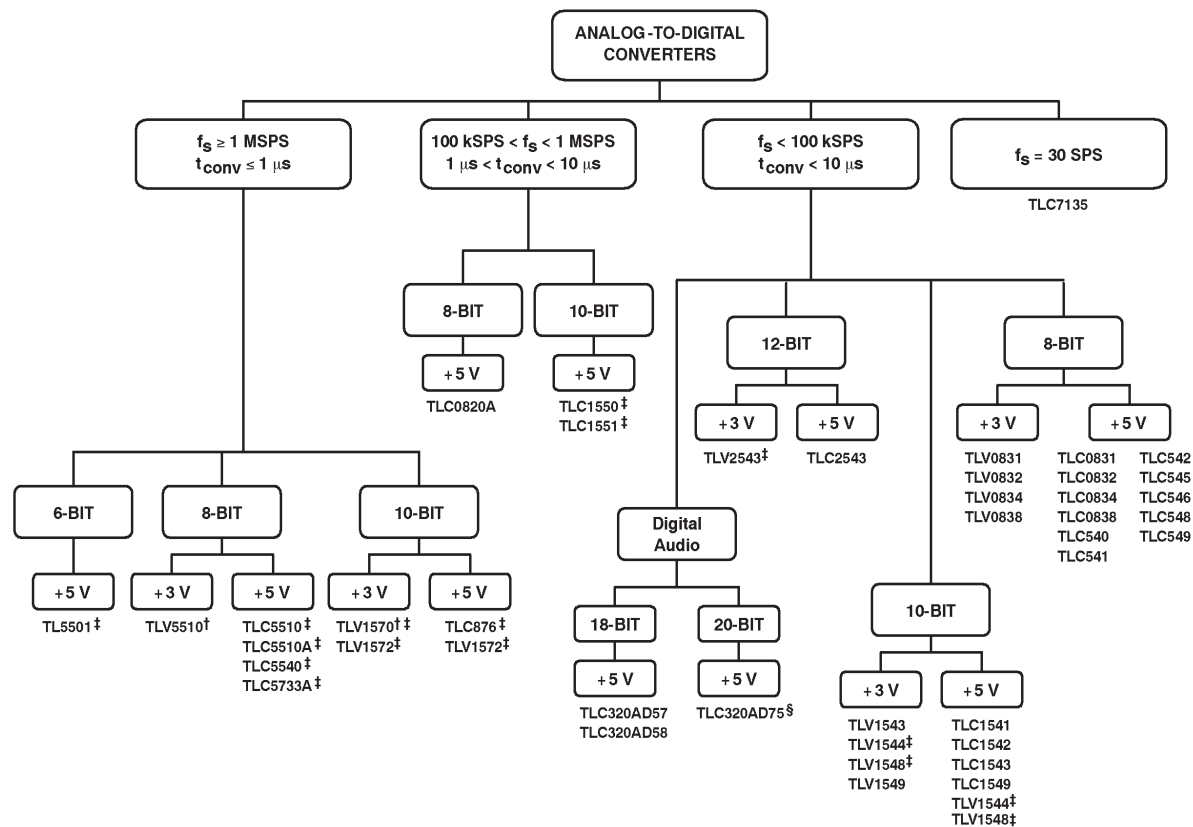 ANALOG-TO-DIGITAL
CONVERTERS
fs ≥ 1 MSPS
tconv ≤ 1 μs
100 kSPS < fs < 1 MSPS
1 μs < tconv < 10 μs
fs < 100 kSPS
tconv < 10 μs
fs = 30 SPS
TLC7135
8-BIT
+5 V
TLC0820A
10-BIT
+5 V
TLC1550‡
TLC1551‡
6-BIT
+5 V
TL5501‡
8-BIT
+3 V
TLV5510†
+5 V
TLC5510‡
TLC5510A‡
TLC5540‡
TLC5733A‡
10-BIT
+3 V
TLV1570†‡
TLV1572‡
+5 V
TLC876‡
TLV1572‡
Digital
Audio
18-BIT
+5 V
TLC320AD57
TLC320AD58
20-BIT
+5 V
TLC320AD75§
12-BIT
+3 V
TLV2543‡
+5 V
TLC2543
10-BIT
+3 V
TLV1543
TLV1544‡
TLV1548‡
TLV1549
+5 V
TLC1541
TLC1542
TLC1543
TLC1549
TLV1544‡
TLV1548‡
8-BIT
+3 V
TLV0831
TLV0832
TLV0834
TLV0838
+5 V
TLC0831
TLC0832
TLC0834
TLC0838
TLC540
TLC541
TLC542
TLC545
TLC546
TLC548
TLC549